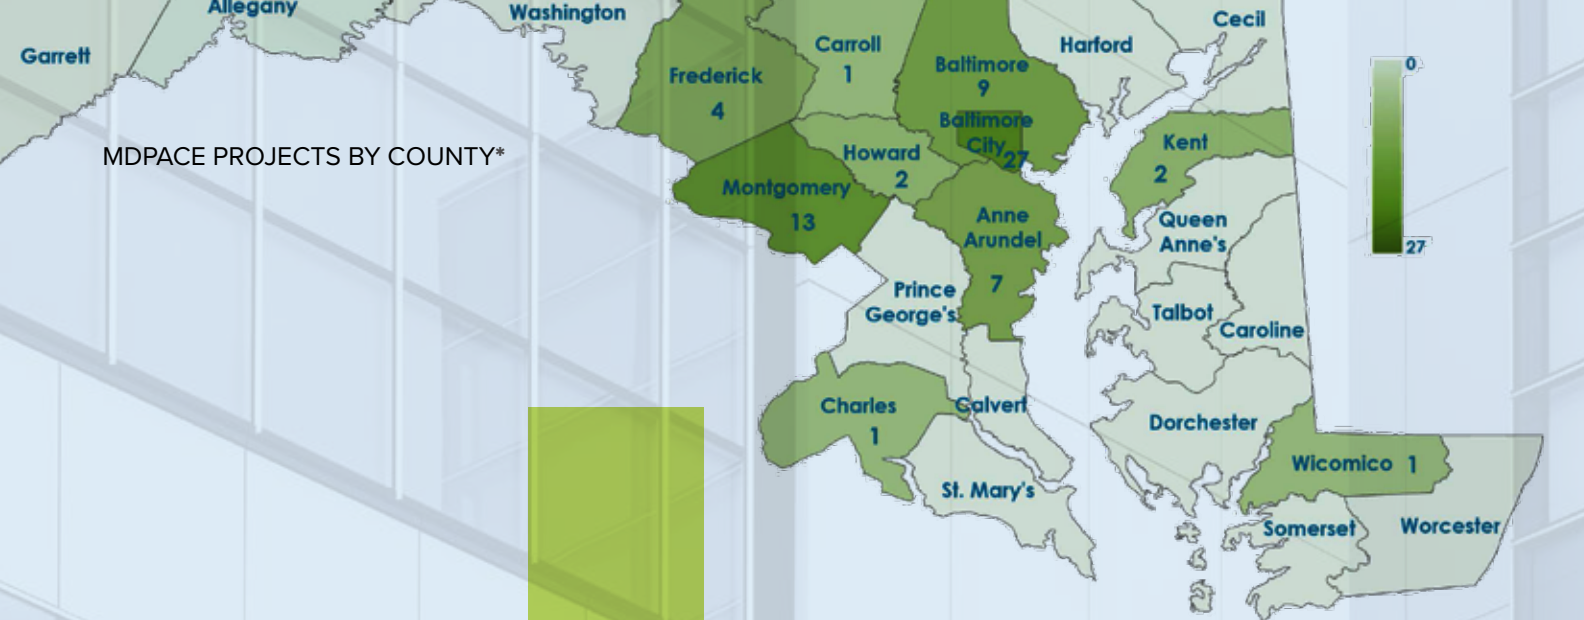 Allegany
Washington
Garrett
Frederick
4
Carroll
1
Baltimore
9
Harford
Cecil
0
27
MDPACE PROJECTS BY COUNTY*
Baltimore
City 27
Howard
2
Kent
2
Montgomery
13
Anne
Arundel
7
Queen
Anne's
Prince
George's
Talbot
Caroline
Charles
1
Calvert
Dorchester
St. Mary's
Wicomico 1
Somerset
Worcester